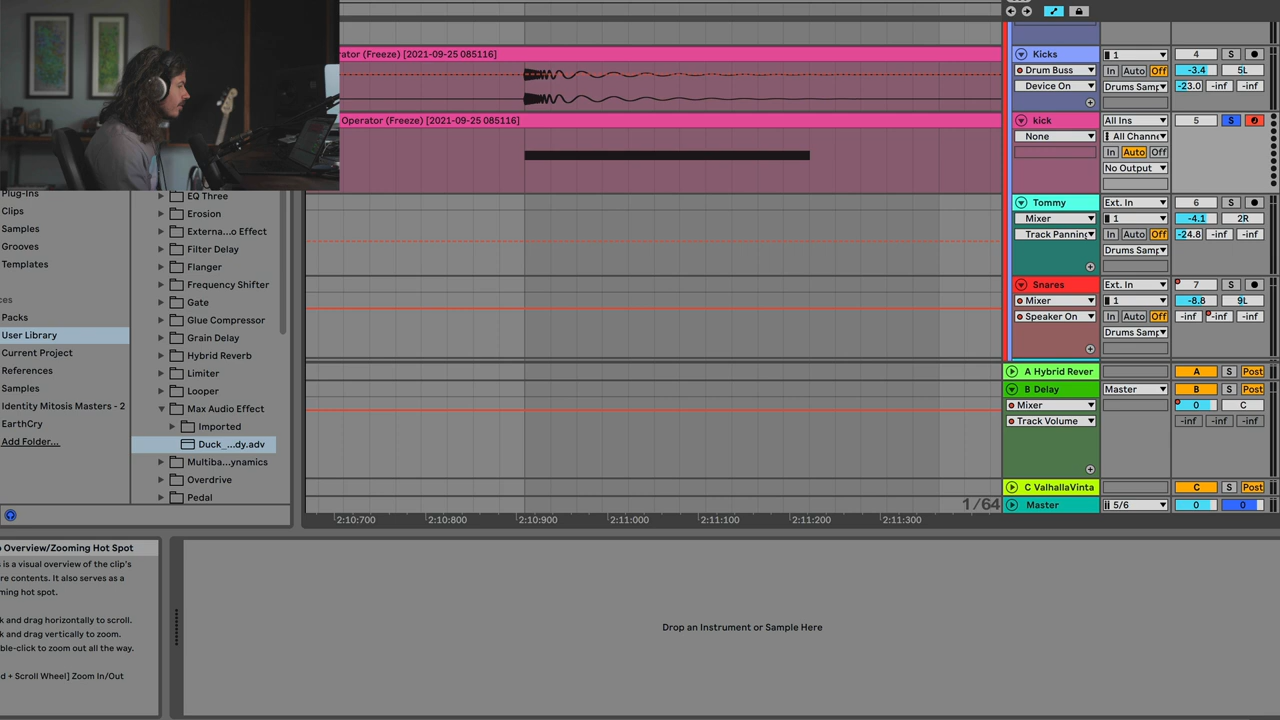 rator (Freeze) [2021-09-25 085116]
Operator (Freeze) [2021-09-25 085116]
Kicks
1
4
S
Drum Buss
In
Auto
Off
-3.4
5L
Device On
Drums Samp
-23.0
-inf
-inf
kick
All Ins
5
S
None
All Channe
In
Auto
Off
No Output
Tommy
Ext. In
6
S
Mixer
1
-4.1
2R
Track Panning
In
Auto
Off
-24.8
-inf
-inf
Drums Samp
Snares
Ext. In
7
S
Mixer
1
-8.8
9L
Speaker On
In
Auto
Off
-inf
-inf
-inf
Drums Samp
A Hybrid Rever
A
S
Post
B Delay
Master
B
S
Post
Mixer
0
C
Track Volume
-inf
-inf
-inf
C ValhallaVinta
C
S
Post
Master
5/6
0
0
Plug-Ins
Clips
Samples
Grooves
Templates
ces
Packs
User Library
Current Project
References
Samples
Identity Mitosis Masters - 2
EarthCry
Add Folder...
EQ Three
Erosion
Externa...o Effect
Filter Delay
Flanger
Frequency Shifter
Gate
Glue Compressor
Grain Delay
Hybrid Reverb
Limiter
Looper
Max Audio Effect
Imported
Duck_...dy.adv
Multiba...ynamics
Overdrive
Pedal
1/64
2:10:700
2:10:800
2:10:900
2:11:000
2:11:100
2:11:200
2:11:300
o Overview/Zooming Hot Spot
s is a visual overview of the clip's
re contents. It also serves as a
ming hot spot.
k and drag horizontally to scroll.
k and drag vertically to zoom.
ble-click to zoom out all the way.
d + Scroll Wheel] Zoom In/Out
Drop an Instrument or Sample Here